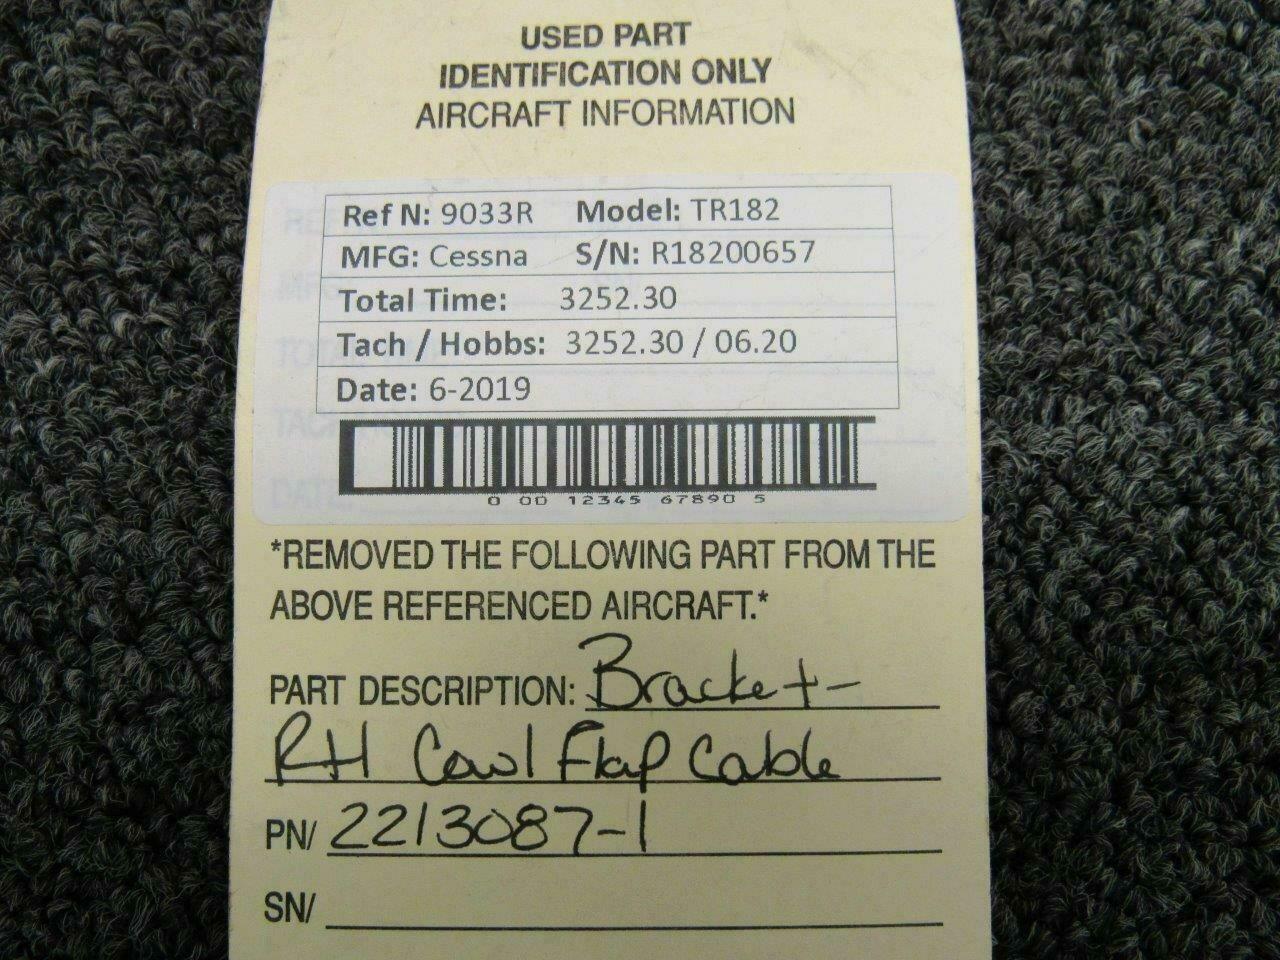 USED PART
IDENTIFICATION ONLY
AIRCRAFT INFORMATION
Ref N: 9033R Model: TR182
MFG: Cessna S/N: R18200657
Total Time: 3252.30
Tach / Hobbs: 3252.30 / 06.20
Date: 6-2019
0 00 12345 67890 5
*REMOVED THE FOLLOWING PART FROM THE
ABOVE REFERENCED AIRCRAFT.*
PART DESCRIPTION: Bracket-
RH Cowl Flap Cable
PN/ 2213087-1
SN/